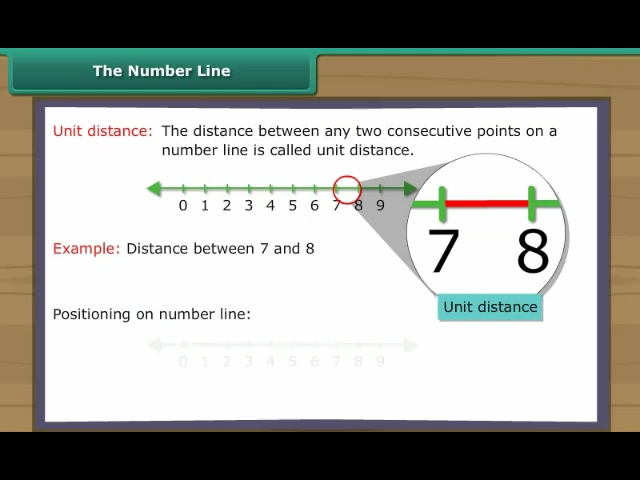 The Number Line
Unit distance: The distance between any two consecutive points on a
number line is called unit distance.
0 1 2 3 4 5 6 7 8 9
7 8
Example: Distance between 7 and 8
Unit distance
Positioning on number line:
0 1 2 3 4 5 6 7 8 9